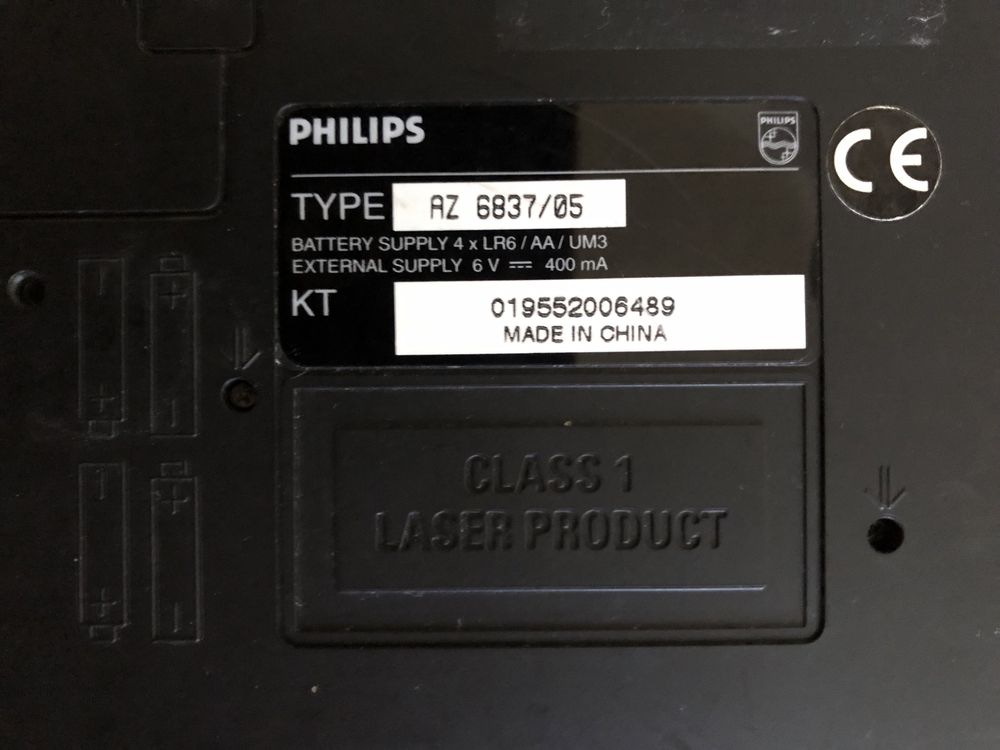 PHILIPS
PHILIPS
CE
TYPE AZ 6837/05
BATTERY SUPPLY 4 x LR6 / AA / UM3
EXTERNAL SUPPLY 6 V ⎓ 400 mA
KT 019552006489
MADE IN CHINA
CLASS 1
LASER PRODUCT